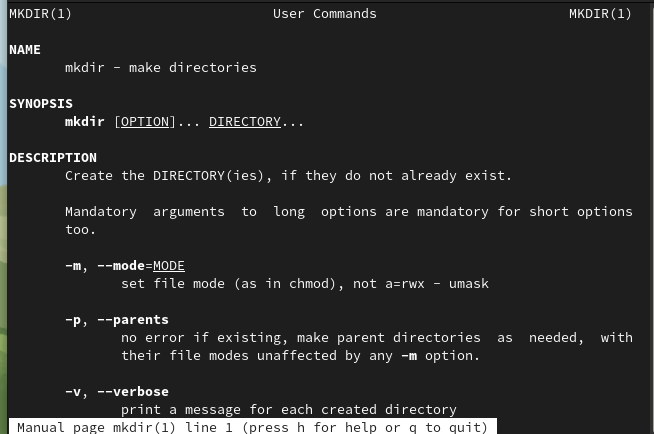 MKDIR(1) User Commands MKDIR(1)
NAME
mkdir - make directories
SYNOPSIS
mkdir [OPTION]... DIRECTORY...
DESCRIPTION
Create the DIRECTORY(ies), if they do not already exist.
Mandatory arguments to long options are mandatory for short options
too.
-m, --mode=MODE
set file mode (as in chmod), not a=rwx - umask
-p, --parents
no error if existing, make parent directories as needed, with
their file modes unaffected by any -m option.
-v, --verbose
print a message for each created directory
Manual page mkdir(1) line 1 (press h for help or q to quit)